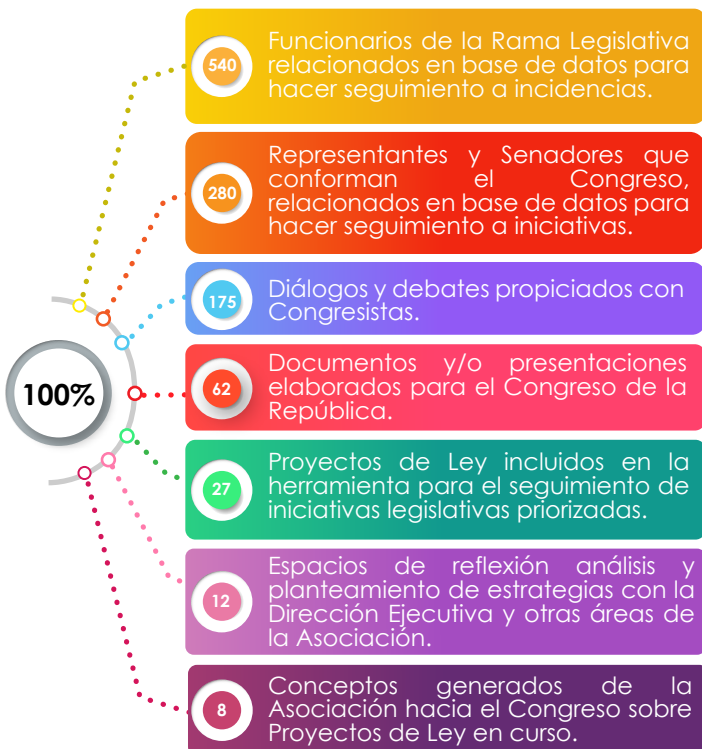 540
Funcionarios de la Rama Legislativa
relacionados en base de datos para
hacer seguimiento a incidencias.
280
Representantes y Senadores que
conforman el Congreso,
relacionados en base de datos para
hacer seguimiento a iniciativas.
175
Diálogos y debates propiciados con
Congresistas.
100%
62
Documentos y/o presentaciones
elaborados para el Congreso de la
República.
27
Proyectos de Ley incluidos en la
herramienta para el seguimiento de
iniciativas legislativas priorizadas.
12
Espacios de reflexión análisis y
planteamiento de estrategias con la
Dirección Ejecutiva y otras áreas de
la Asociación.
8
Conceptos generados de la
Asociación hacia el Congreso sobre
Proyectos de Ley en curso.